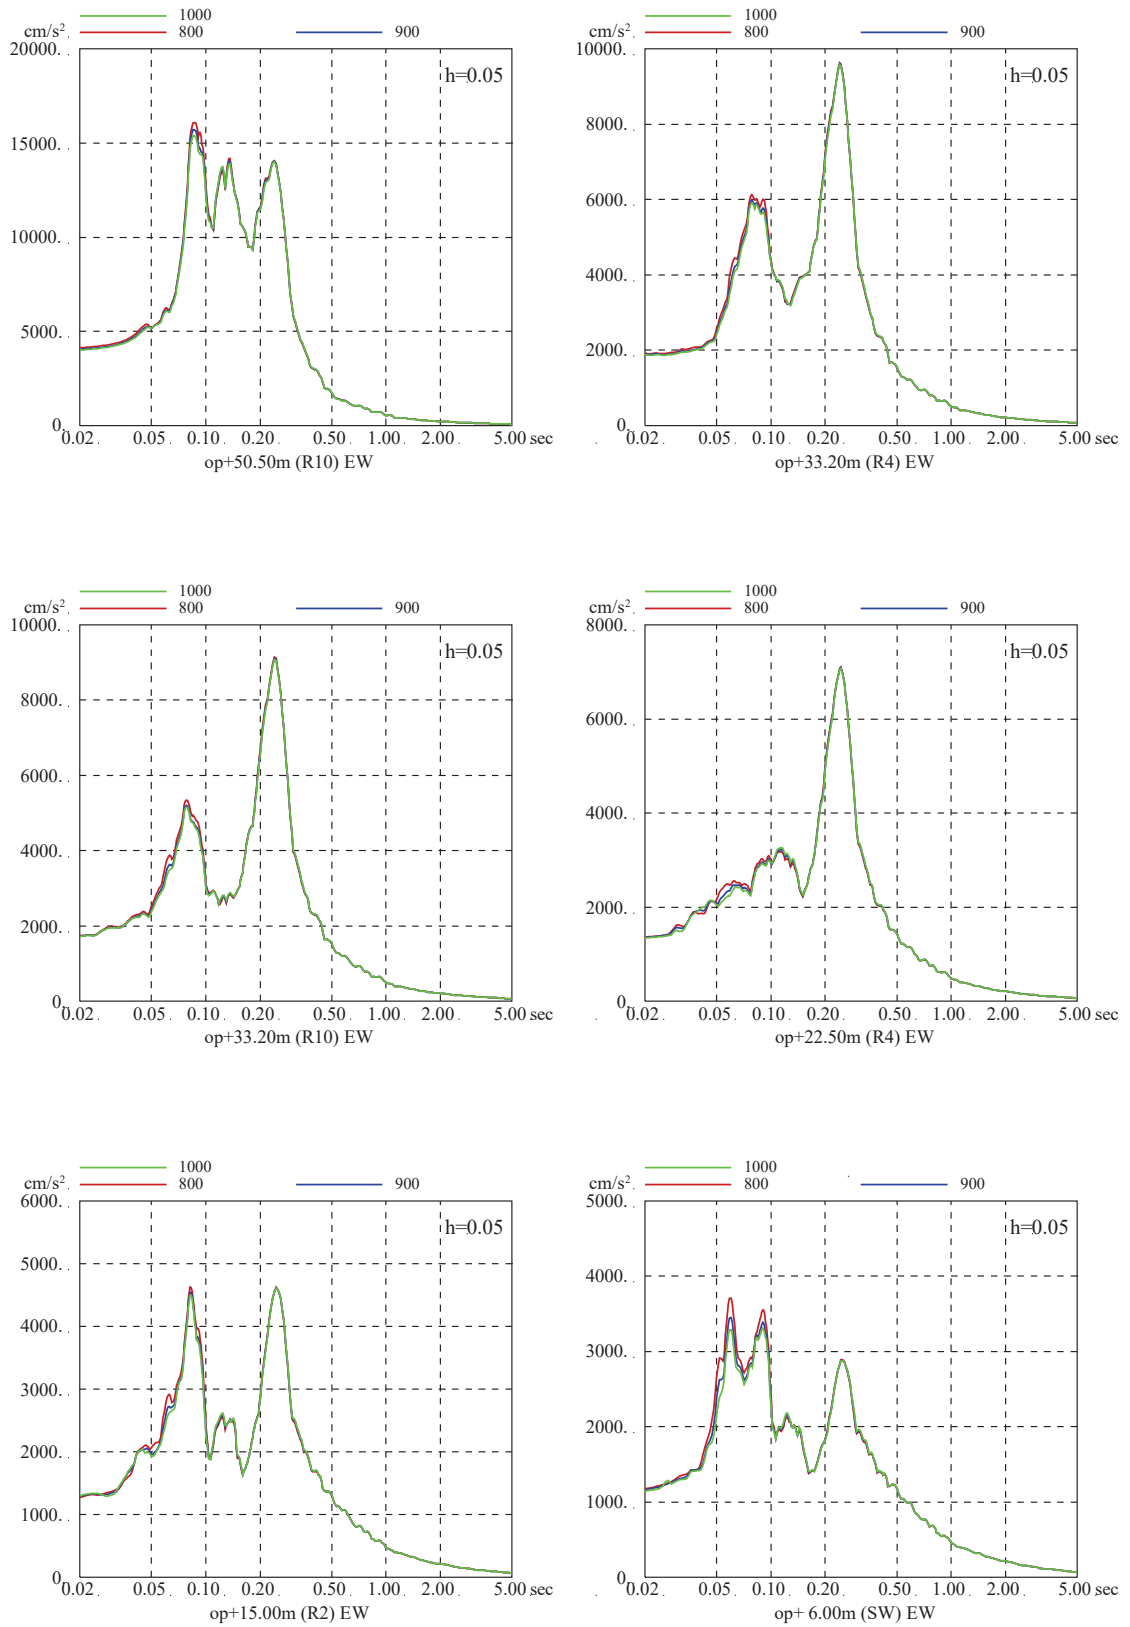 1000
cm/s². 800 900
20000.
h=0.05
15000.
10000.
5000.
0.
0.02 0.05 0.10 0.20 0.50 1.00 2.00 5.00 sec
op+50.50m (R10) EW
1000
cm/s². 800 900
10000.
h=0.05
8000.
6000.
4000.
2000.
0.
0.02 0.05 0.10 0.20 0.50 1.00 2.00 5.00 sec
op+33.20m (R4) EW
1000
cm/s². 800 900
10000.
h=0.05
8000.
6000.
4000.
2000.
0.
0.02 0.05 0.10 0.20 0.50 1.00 2.00 5.00 sec
op+33.20m (R10) EW
1000
cm/s². 800 900
8000.
h=0.05
6000.
4000.
2000.
0.
0.02 0.05 0.10 0.20 0.50 1.00 2.00 5.00 sec
op+22.50m (R4) EW
1000
cm/s². 800 900
6000.
h=0.05
5000.
4000.
3000.
2000.
1000.
0.
0.02 0.05 0.10 0.20 0.50 1.00 2.00 5.00 sec
op+15.00m (R2) EW
1000
cm/s². 800 900
5000.
h=0.05
4000.
3000.
2000.
1000.
0.
0.02 0.05 0.10 0.20 0.50 1.00 2.00 5.00 sec
op+ 6.00m (SW) EW